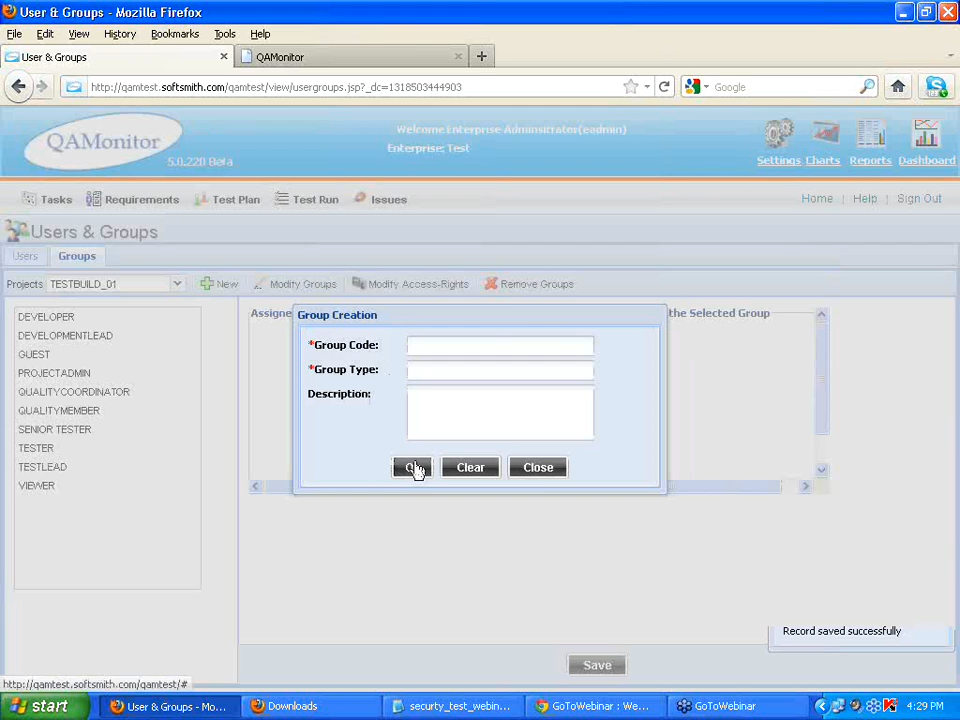 User & Groups - Mozilla Firefox
File Edit View History Bookmarks Tools Help
User & Groups
QAMonitor
http://qamtest.softsmith.com/qamtest/view/usergroups.jsp?_dc=1318503444903
Google
QAMonitor
5.0.220 Beta
Welcome Enterprise Administrator(eadmin)
Enterprise: Test
Settings Charts Reports Dashboard
Tasks Requirements Test Plan Test Run Issues
Home | Help | Sign Out
Users & Groups
Users Groups
Projects TESTBUILD_01 New Modify Groups Modify Access-Rights Remove Groups
DEVELOPER
DEVELOPMENTLEAD
GUEST
PROJECTADMIN
QUALITYCOORDINATOR
QUALITYMEMBER
SENIOR TESTER
TESTER
TESTLEAD
VIEWER
Assigne
the Selected Group
Group Creation
*Group Code:
*Group Type:
Description:
Clear Close
Record saved successfully
Save
http://qamtest.softsmith.com/qamtest/#
start
User & Groups - Mo...
Downloads
securty_test_webin...
GoToWebinar : We...
GoToWebinar
4:29 PM